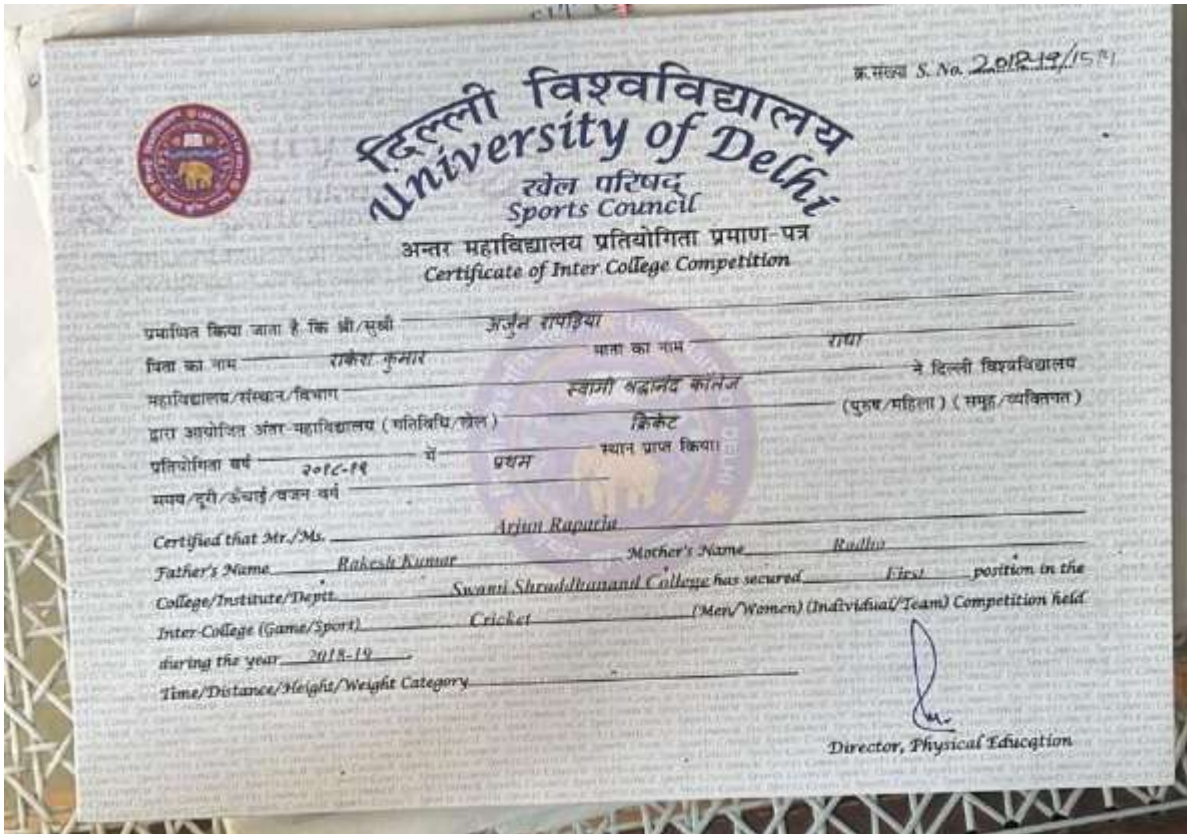 क्र.संख्या S. No. 2018-19/
दिल्ली विश्वविद्यालय
University of Delhi
खेल परिषद्
Sports Council
अन्तर महाविद्यालय प्रतियोगिता प्रमाण-पत्र
Certificate of Inter College Competition
प्रमाणित किया जाता है कि श्री/सुश्री अर्जुन रापड़िया
पिता का नाम राकेश कुमार माता का नाम राधा
महाविद्यालय/संस्थान/विभाग स्वामी श्रद्धानंद कॉलेज ने दिल्ली विश्वविद्यालय
द्वारा आयोजित अंतर महाविद्यालय (गतिविधि/खेल) क्रिकेट (पुरुष/महिला) (समूह/व्यक्तिगत)
प्रतियोगिता वर्ष २०१८-१९ में प्रथम स्थान प्राप्त किया।
समय/दूरी/ऊँचाई/वजन वर्ग
Certified that Mr./Ms. Arjun Raparia
Father's Name Rakesh Kumar Mother's Name Radha
College/Institute/Deptt. Swami Shraddhanand College has secured First position in the
Inter-College (Game/Sport) Cricket (Men/Women) (Individual/Team) Competition held
during the year 2018-19
Time/Distance/Height/Weight Category
Director, Physical Education